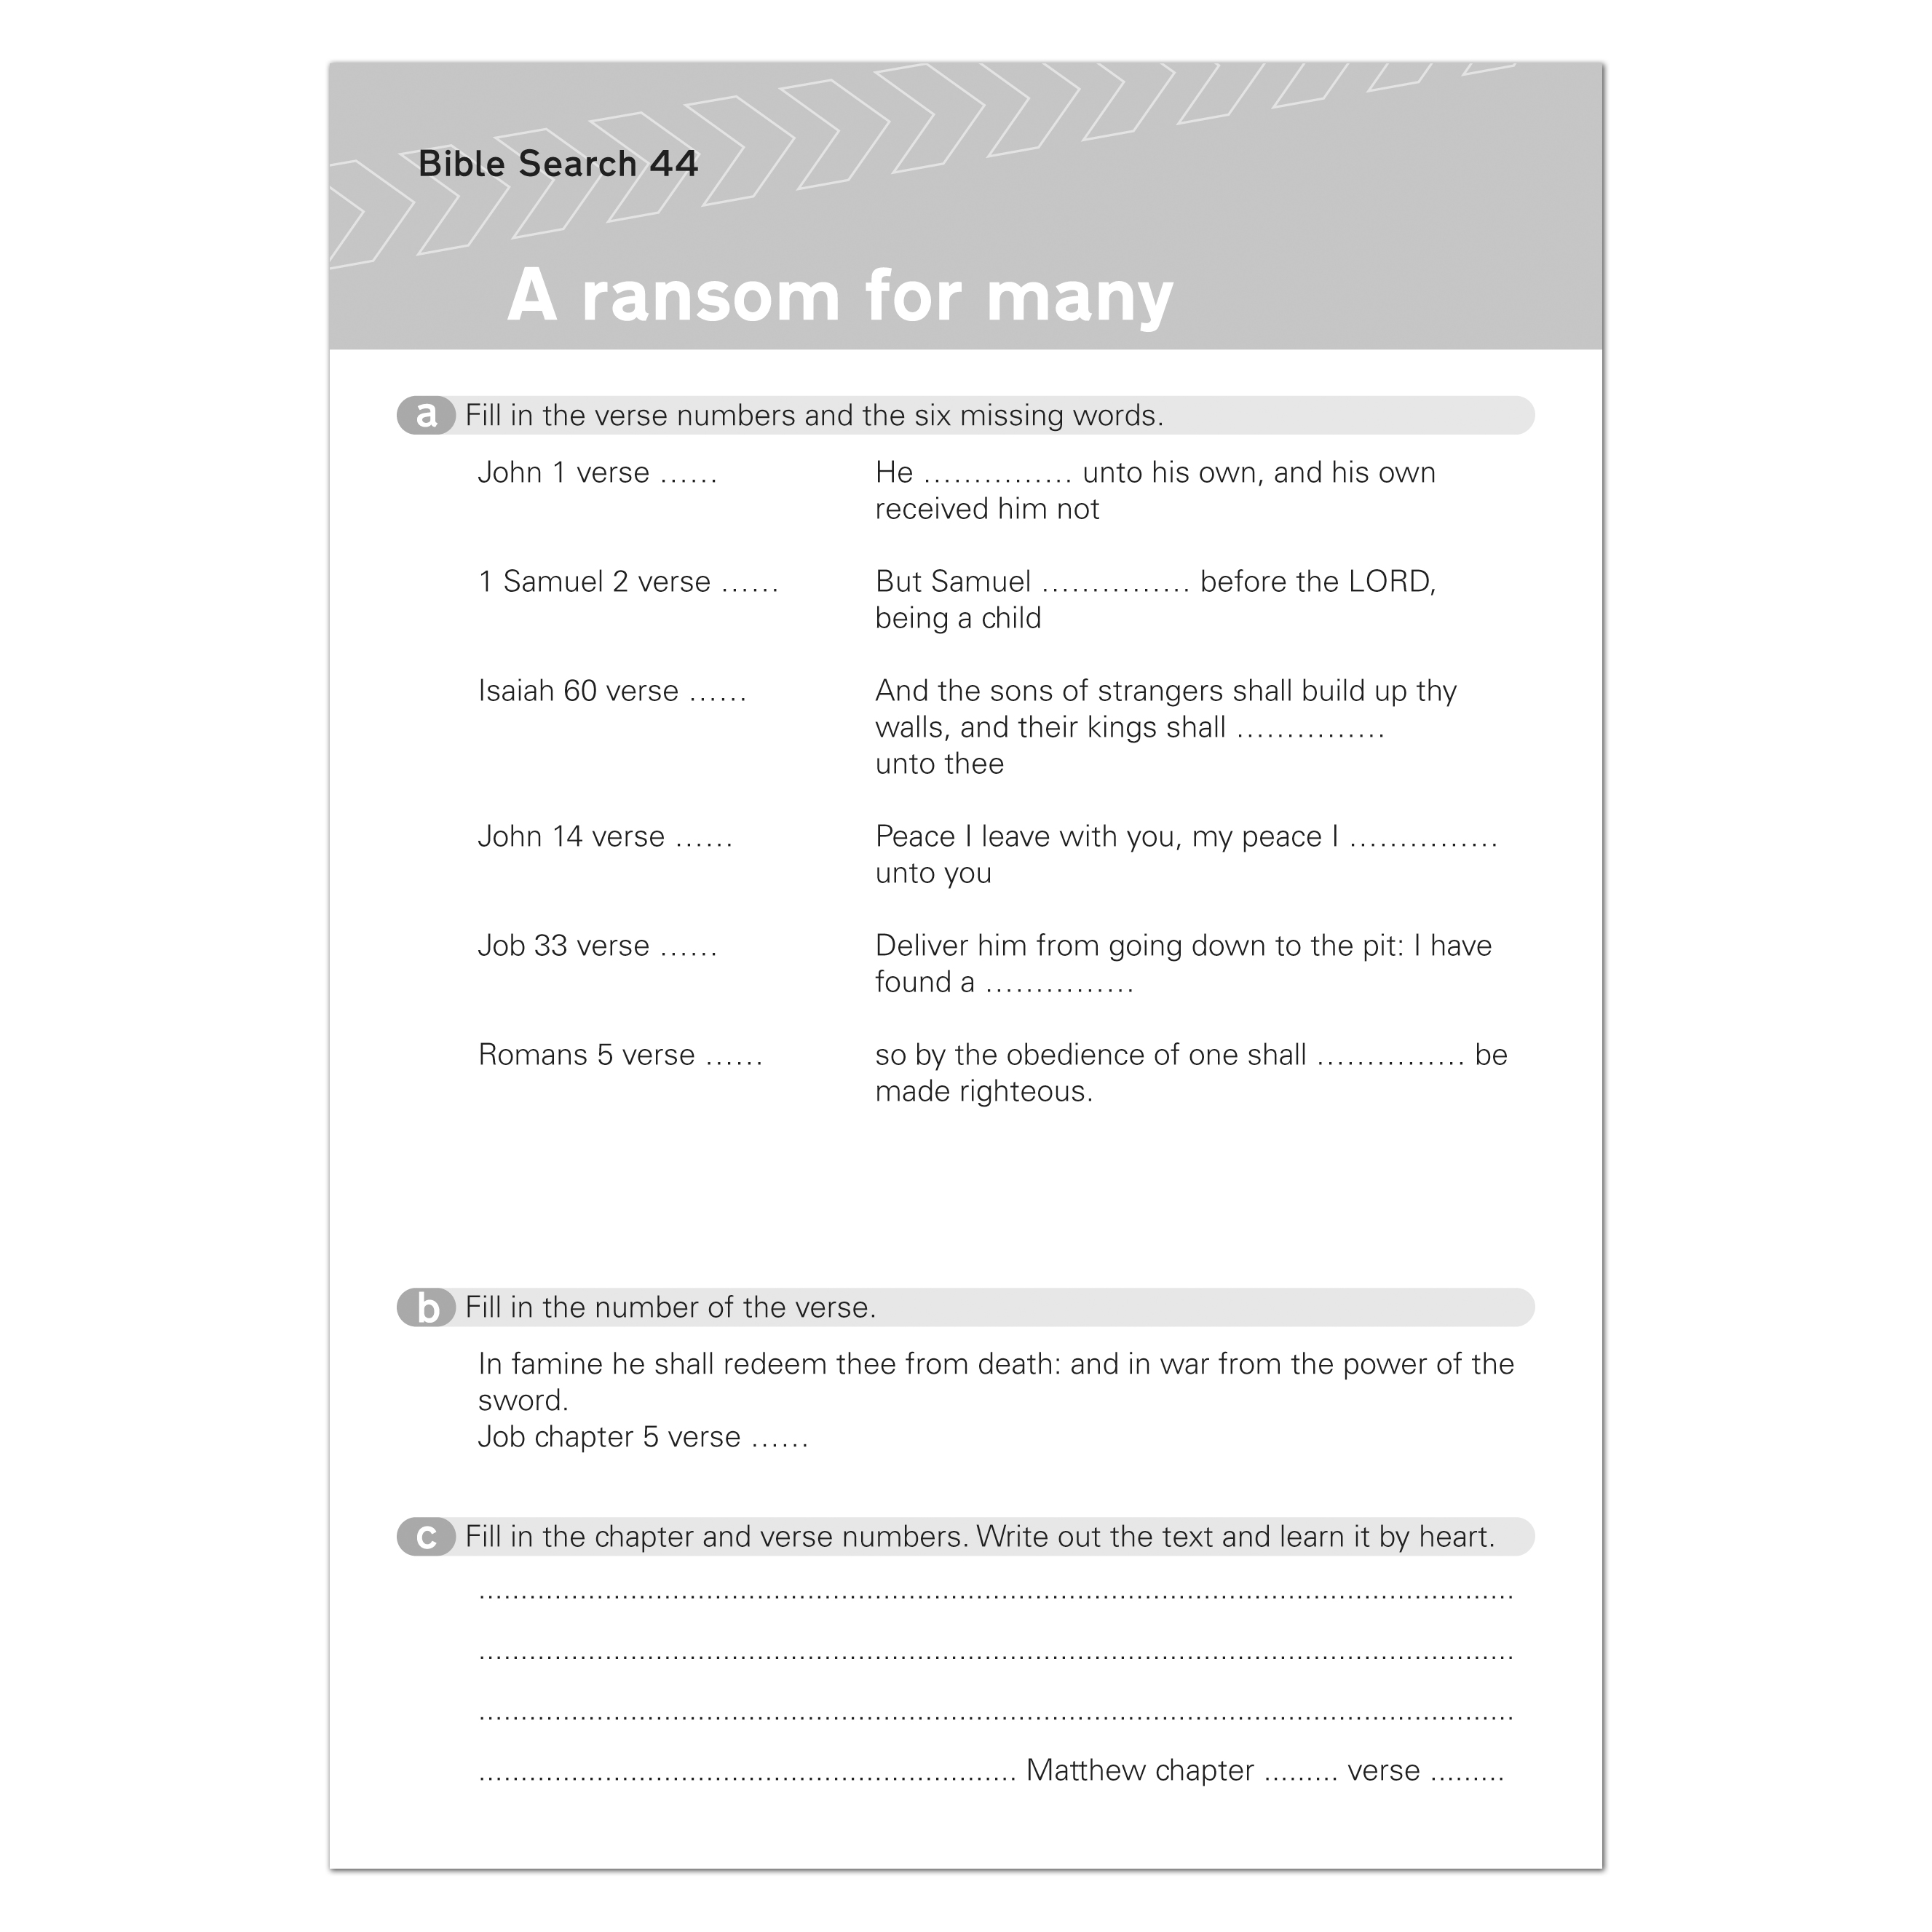 Bible Search 44
A ransom for many
a Fill in the verse numbers and the six missing words.
John 1 verse ...... He ............... unto his own, and his own
received him not
1 Samuel 2 verse ...... But Samuel ............... before the LORD,
being a child
Isaiah 60 verse ...... And the sons of strangers shall build up thy
walls, and their kings shall ...............
unto thee
John 14 verse ...... Peace I leave with you, my peace I ...............
unto you
Job 33 verse ...... Deliver him from going down to the pit: I have
found a ...............
Romans 5 verse ...... so by the obedience of one shall ............... be
made righteous.
b Fill in the number of the verse.
In famine he shall redeem thee from death: and in war from the power of the
sword.
Job chapter 5 verse ......
c Fill in the chapter and verse numbers. Write out the text and learn it by heart.
................................................................................
................................................................................
................................................................................
................................................................ Matthew chapter ......... verse .........